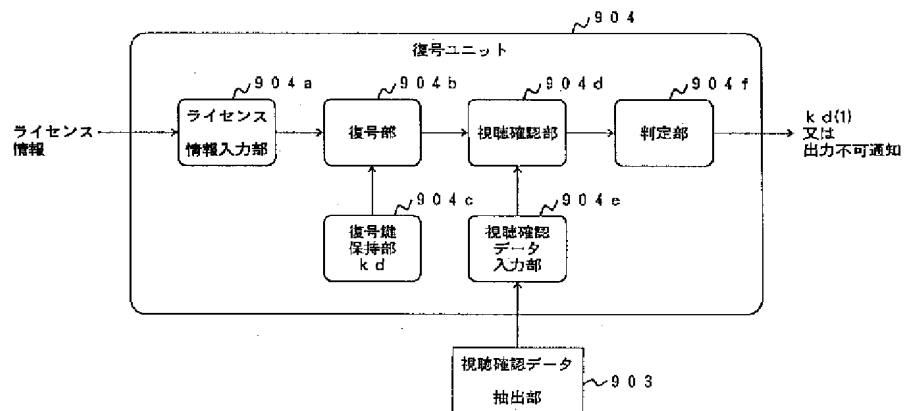 904
復号ユニット
904a
904b
904d
904f
ライセンス
情報
ライセンス
情報入力部
復号部
視聴確認部
判定部
kd(1)
又は
出力不可通知
904c
904e
復号鍵
保持部
kd
視聴確認
データ
入力部
視聴確認データ
抽出部
903